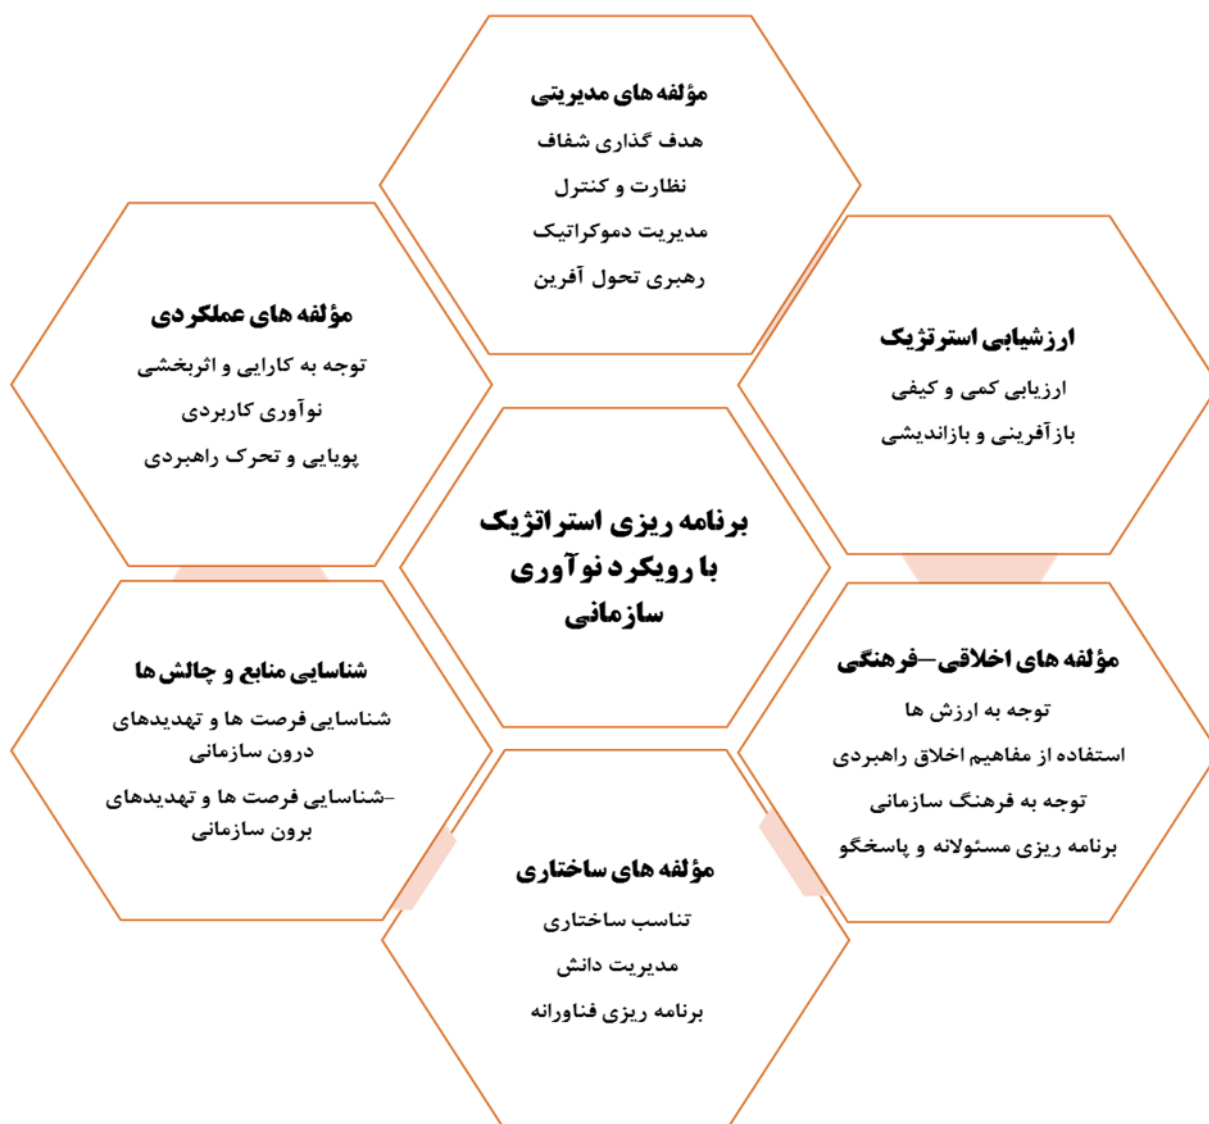 مؤلفه های مدیریتی
هدف گذاری شفاف
نظارت و کنترل
مدیریت دموکراتیک
رهبری تحول آفرین
ارزشیابی استرتژیک
ارزیابی کمی و کیفی
بازآفرینی و بازاندیشی
مؤلفه های عملکردی
توجه به کارایی و اثربخشی
نوآوری کاربردی
پویایی و تحرک راهبردی
برنامه ریزی استراتژیک
با رویکرد نوآوری
سازمانی
مؤلفه های اخلاقی–فرهنگی
توجه به ارزش ها
استفاده از مفاهیم اخلاق راهبردی
توجه به فرهنگ سازمانی
برنامه ریزی مسئولانه و پاسخگو
شناسایی منابع و چالش ها
شناسایی فرصت ها و تهدیدهای
درون سازمانی
–شناسایی فرصت ها و تهدیدهای
برون سازمانی
مؤلفه های ساختاری
تناسب ساختاری
مدیریت دانش
برنامه ریزی فناورانه